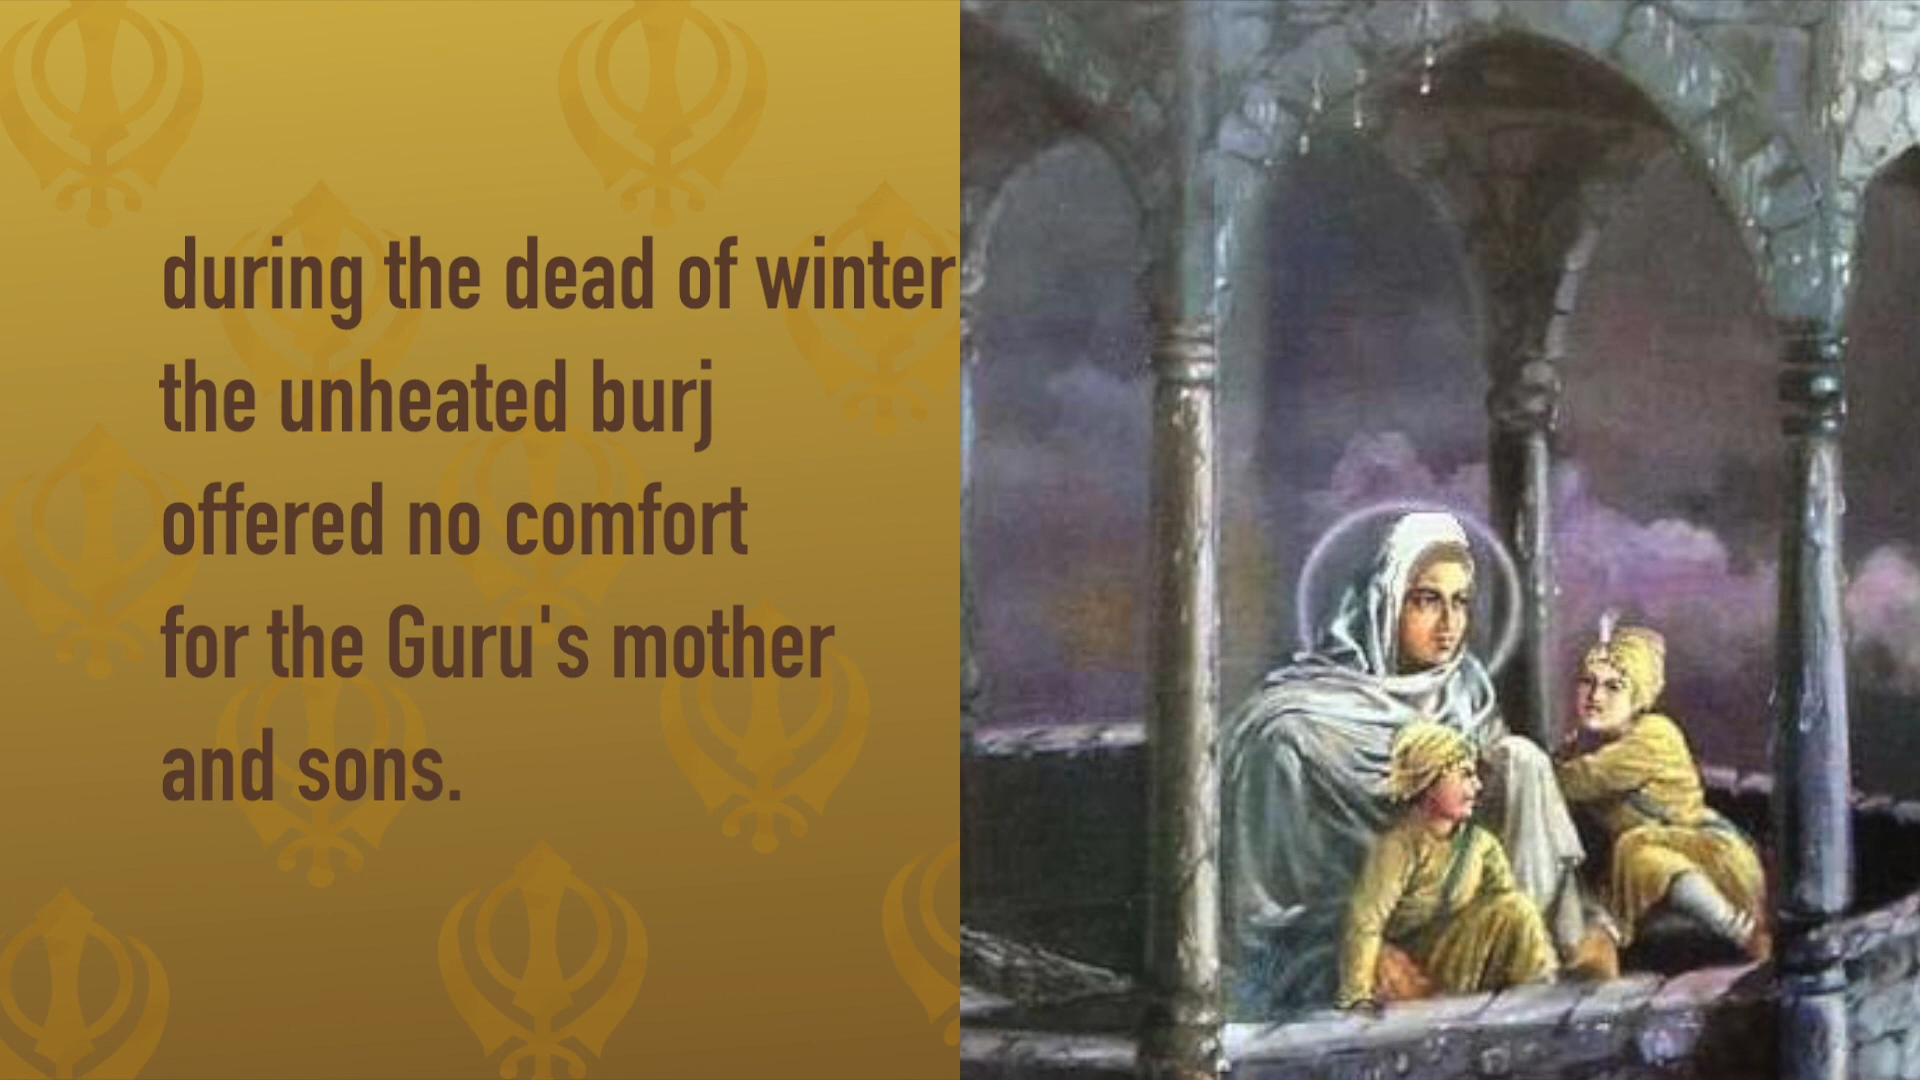 during the dead of winter
the unheated burj
offered no comfort
for the Guru's mother
and sons.